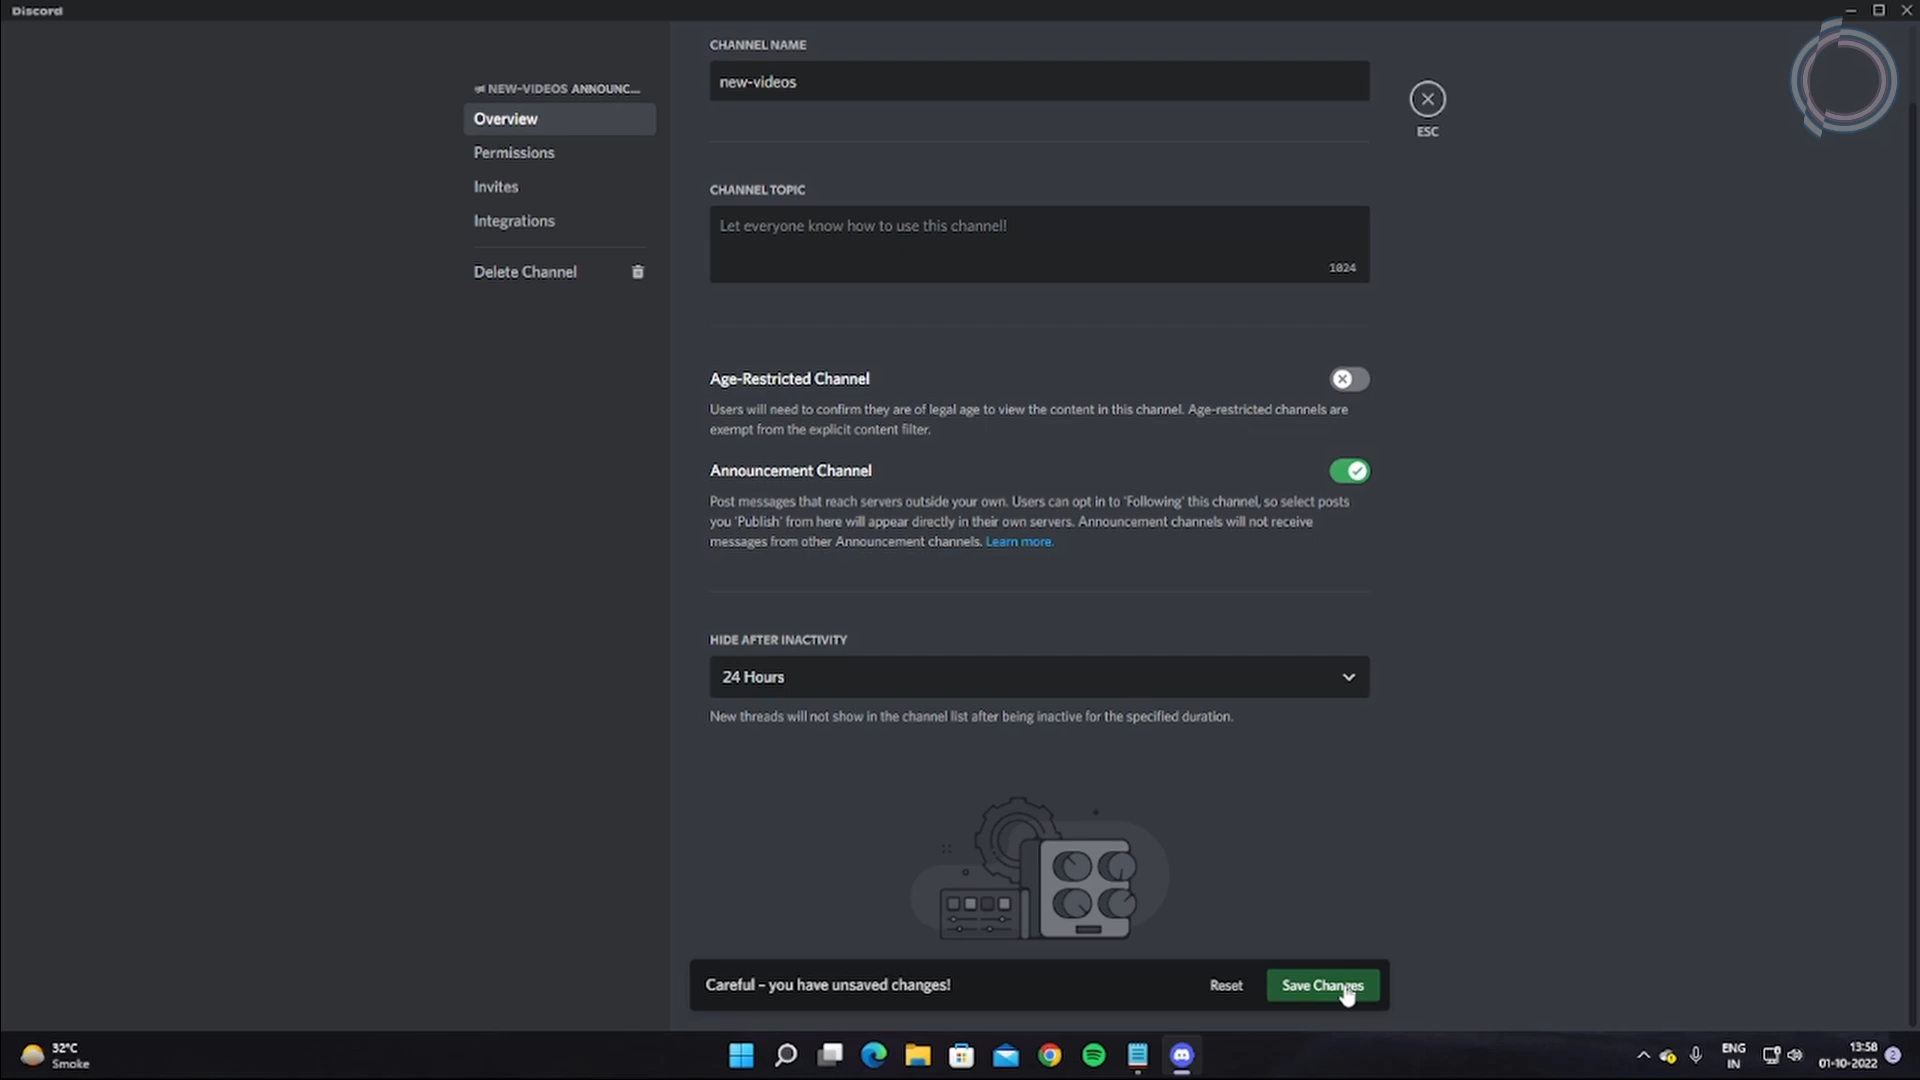 Discord
NEW-VIDEOS ANNOUNC...
Overview
Permissions
Invites
Integrations
Delete Channel
CHANNEL NAME
new-videos
ESC
CHANNEL TOPIC
Let everyone know how to use this channel!
1024
Age-Restricted Channel
Users will need to confirm they are of legal age to view the content in this channel. Age-restricted channels are
exempt from the explicit content filter.
Announcement Channel
Post messages that reach servers outside your own. Users can opt in to 'Following' this channel, so select posts
you 'Publish' from here will appear directly in their own servers. Announcement channels will not receive
messages from other Announcement channels. Learn more.
HIDE AFTER INACTIVITY
24 Hours
New threads will not show in the channel list after being inactive for the specified duration.
Careful – you have unsaved changes!
Reset
Save Changes
32°C
Smoke
ENG
IN
13:58
01-10-2022
2